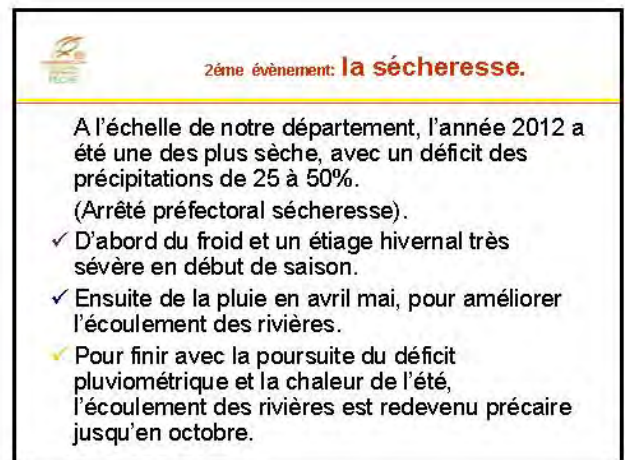 PECHE
2éme évènement: la sécheresse.
A l'échelle de notre département, l'année 2012 a
été une des plus sèche, avec un déficit des
précipitations de 25 à 50%.
(Arrêté préfectoral sécheresse).
✓ D'abord du froid et un étiage hivernal très
sévère en début de saison.
✓ Ensuite de la pluie en avril mai, pour améliorer
l'écoulement des rivières.
✓ Pour finir avec la poursuite du déficit
pluviométrique et la chaleur de l'été,
l'écoulement des rivières est redevenu précaire
jusqu'en octobre.